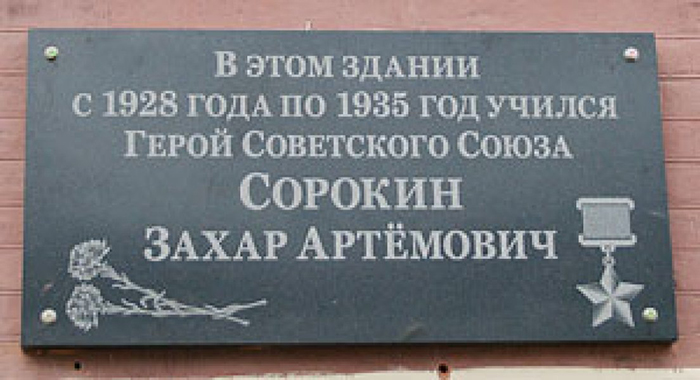 В ЭТОМ ЗДАНИИ
С 1928 ГОДА ПО 1935 ГОД УЧИЛСЯ
ГЕРОЙ СОВЕТСКОГО СОЮЗА
СОРОКИН
ЗАХАР АРТЁМОВИЧ